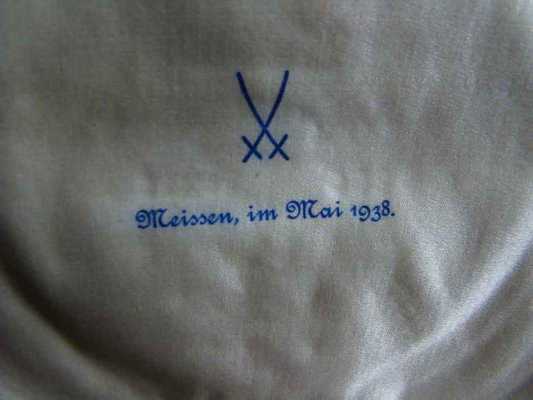 Meissen, im Mai 1938.